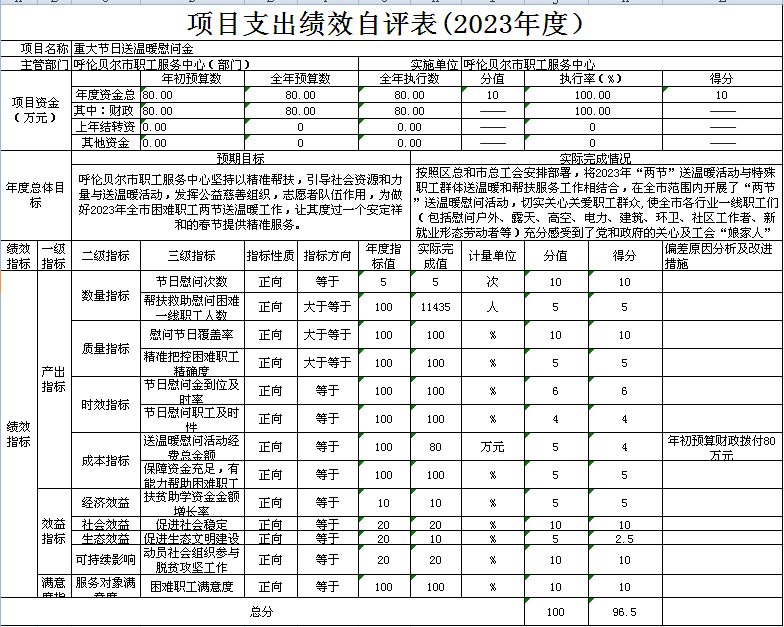 项目支出绩效自评表(2023年度)
项目名称 重大节日送温暖慰问金
主管部门 呼伦贝尔市职工服务中心(部门) 实施单位 呼伦贝尔市职工服务中心
项目资金（万元） 年初预算数 全年预算数 全年执行数 分值 执行率（%） 得分
年度资金总 80.00 80.00 80.00 10 100.00 10
其中：财政 80.00 80.00 80.00 —— 100.00 ——
上年结转资 0.00 0 0.00 —— 0 ——
其他资金 0.00 0 0.00 —— 0 ——
年度总体目标 预期目标 实际完成情况
呼伦贝尔市职工服务中心坚持以精准帮扶，引导社会资源和力
量与送温暖活动，发挥公益慈善组织，志愿者队伍作用，为做
好2023年全市困难职工两节送温暖工作，让其度过一个安定祥
和的春节提供精准服务。
按照区总和市总工会安排部署，将2023年“两节”送温暖活动与特殊
职工群体送温暖和帮扶服务工作相结合，在全市范围内开展了“两节
”送温暖慰问活动，切实关心关爱职工群众，使全市各行业一线职工们
（包括慰问户外、露天、高空、电力、建筑、环卫、社区工作者、新
就业形态劳动者等）充分感受到了党和政府的关心及工会“娘家人”
绩效指标 一级指标 二级指标 三级指标 指标性质 指标方向 年度指标值 实际完成值 计量单位 分值 得分 偏差原因分析及改进措施
绩效指标 产出指标 数量指标 节日慰问次数 正向 等于 5 5 次 10 10
帮扶救助慰问困难一线职工人数 正向 大于等于 100 11435 人 5 5
质量指标 慰问节日覆盖率 正向 大于等于 100 100 % 10 10
精准把控困难职工精确度 正向 大于等于 100 100 % 5 5
时效指标 节日慰问金到位及时率 正向 等于 100 100 % 6 6
节日慰问职工及时性 正向 等于 100 100 % 4 4
成本指标 送温暖慰问活动经费总金额 正向 等于 100 80 万元 5 4 年初预算财政拨付80万元
保障资金充足，有能力帮助困难职工 正向 等于 100 100 % 5 5
效益指标 经济效益 扶贫助学资金金额增长率 正向 等于 10 10 % 5 5
社会效益 促进社会稳定 正向 等于 20 20 % 10 10
生态效益 促进生态文明建设 正向 等于 20 10 % 5 2.5
可持续影响 动员社会组织参与脱贫攻坚工作 正向 等于 20 20 % 10 10
满意度指 服务对象满意度 困难职工满意度 正向 等于 100 100 % 10 10
总分 100 96.5